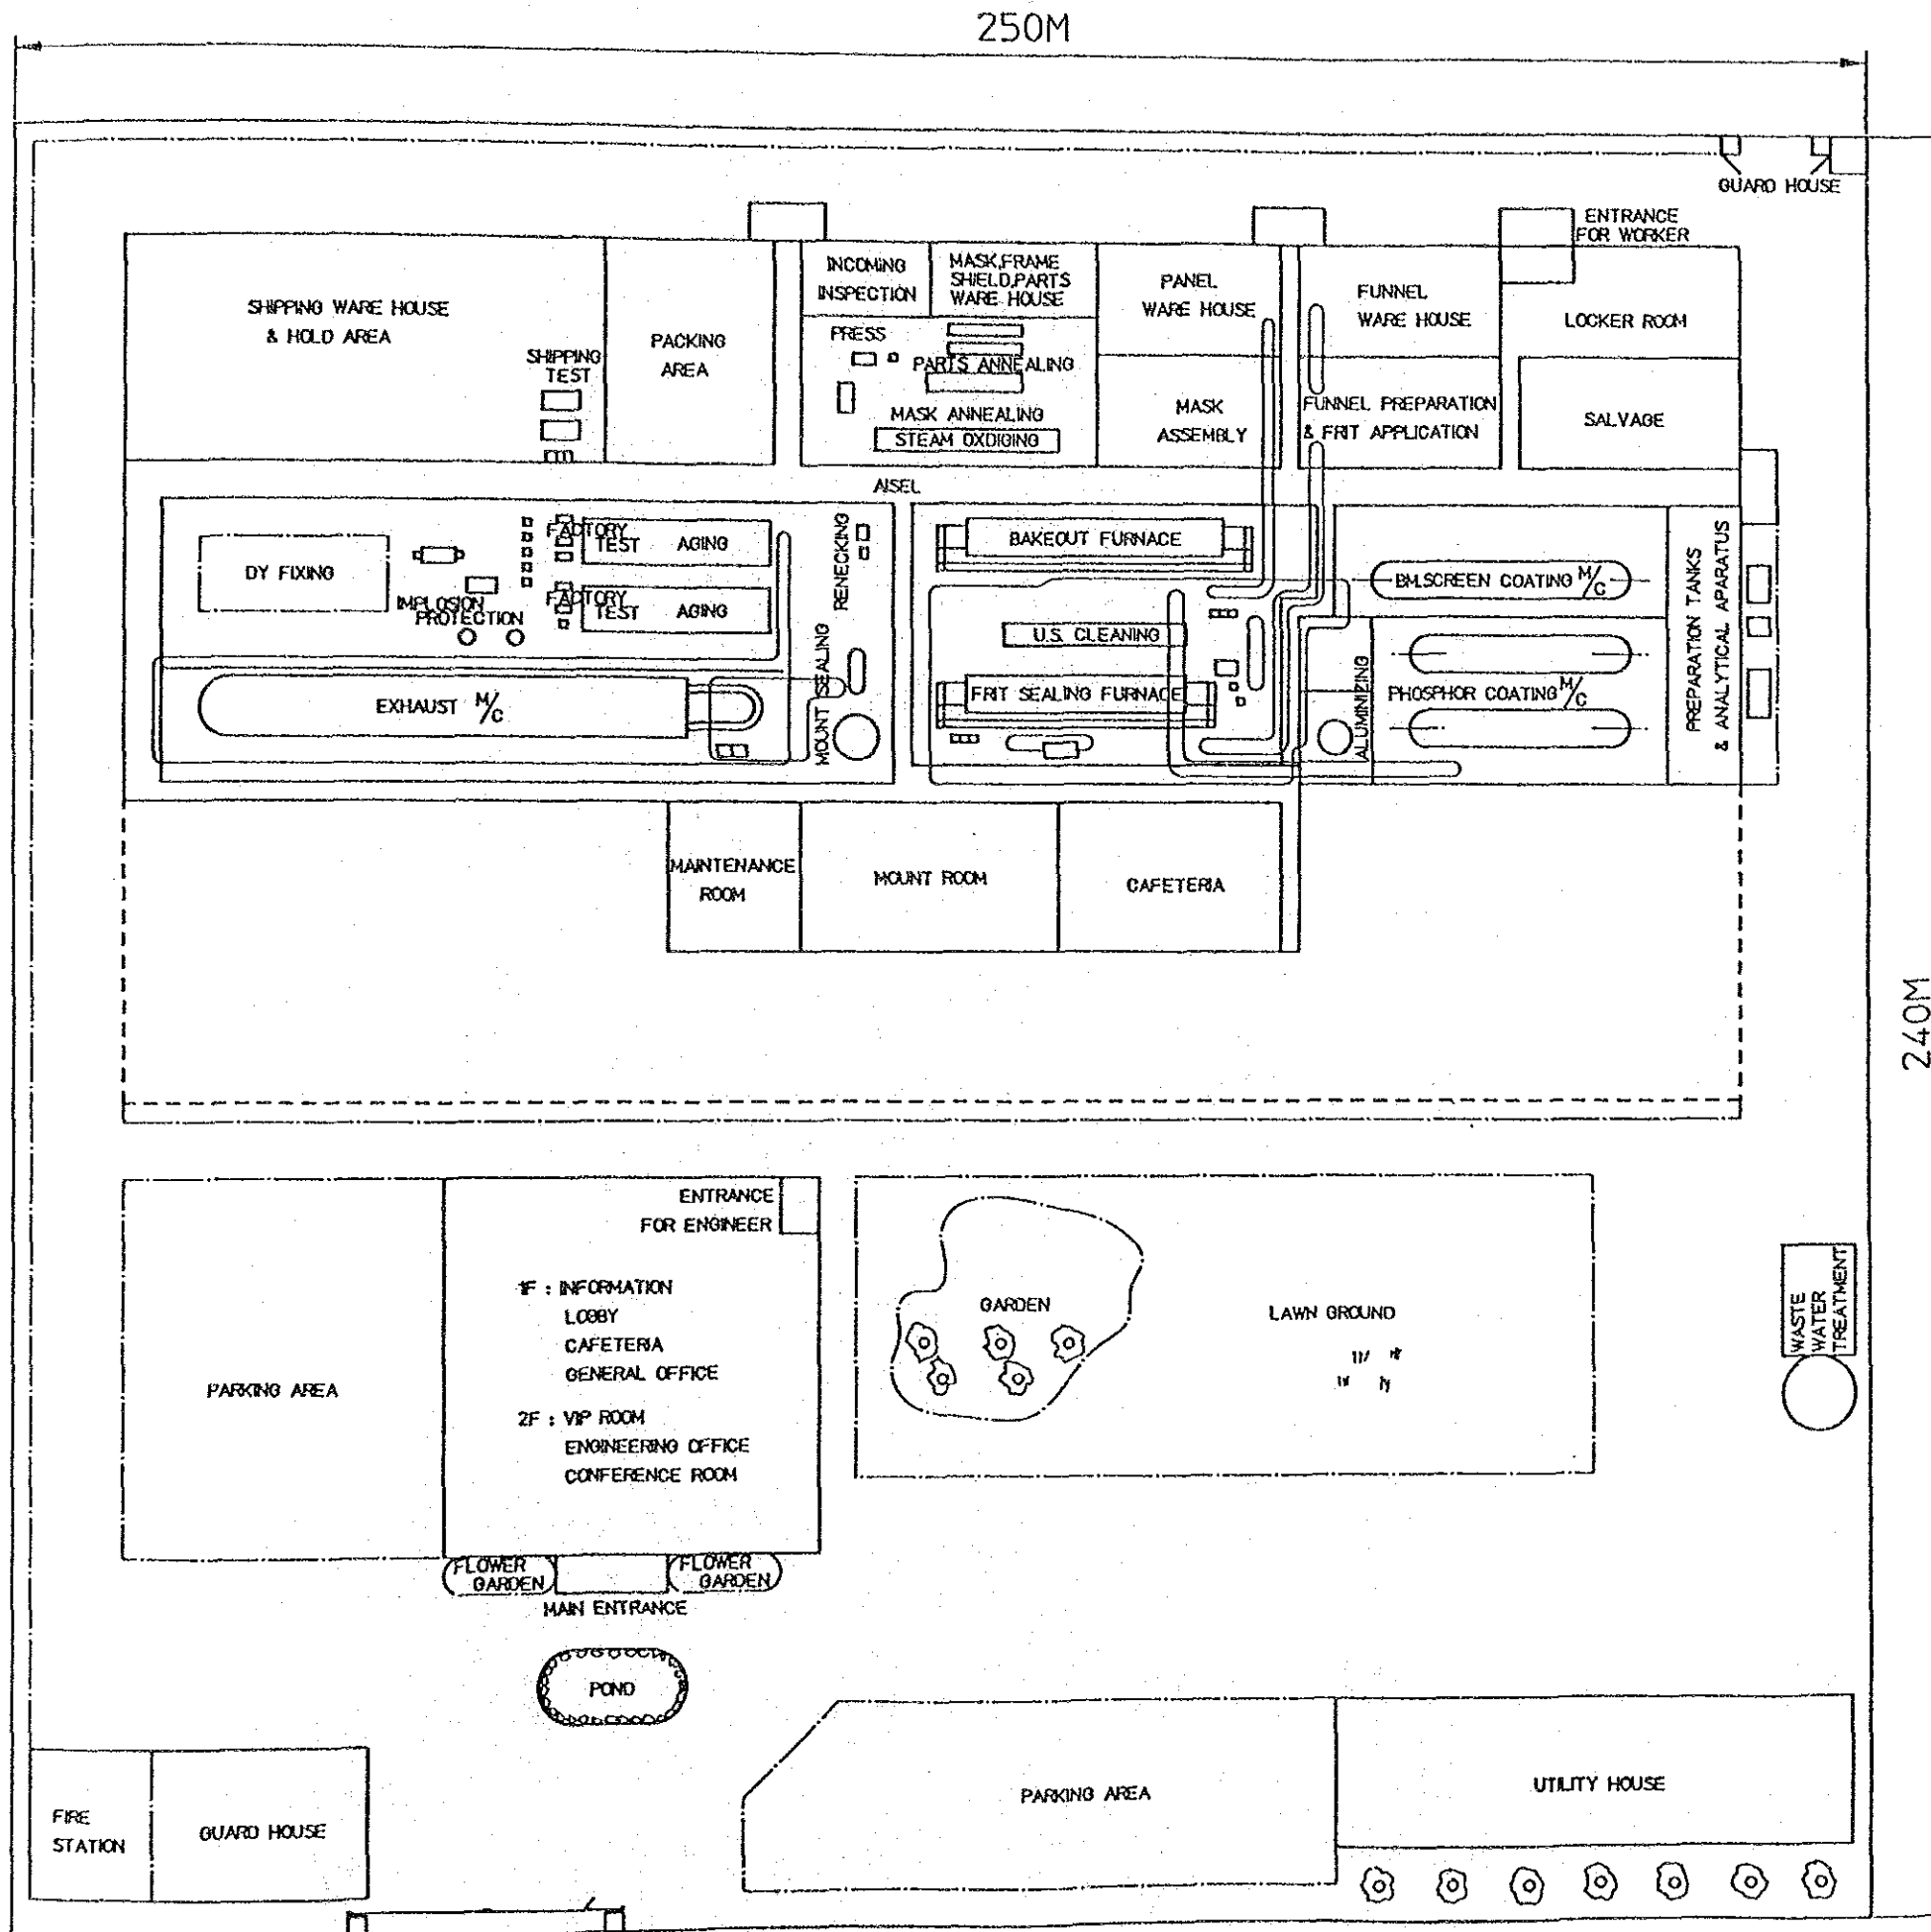 250M
GUARD HOUSE
ENTRANCE
FOR WORKER
SHIPPING WARE HOUSE
& HOLD AREA
SHIPPING
TEST
PACKING
AREA
INCOMING
INSPECTION
MASK,FRAME
SHIELD,PARTS
WARE HOUSE
PRESS
PARTS ANNEALING
MASK ANNEALING
STEAM OXDIGING
PANEL
WARE HOUSE
MASK
ASSEMBLY
FUNNEL
WARE HOUSE
FUNNEL PREPARATION
& FRIT APPLICATION
LOCKER ROOM
SALVAGE
AISEL
DY FIXING
IMPLOSION
PROTECTION
FACTORY
TEST
AGING
FACTORY
TEST
AGING
EXHAUST M/C
RENECKING
MOUNT SEALING
BAKEOUT FURNACE
U.S. CLEANING
FRIT SEALING FURNACE
BM.SCREEN COATING M/C
ALUMINIZING
PHOSPHOR COATING M/C
PREPARATION TANKS
& ANALYTICAL APARATUS
MAINTENANCE
ROOM
MOUNT ROOM
CAFETERIA
240M
PARKING AREA
ENTRANCE
FOR ENGINEER
1F : INFORMATION
LOBBY
CAFETERIA
GENERAL OFFICE
2F : VIP ROOM
ENGINEERING OFFICE
CONFERENCE ROOM
GARDEN
LAWN GROUND
WASTE
WATER
TREATMENT
FLOWER
GARDEN
FLOWER
GARDEN
MAIN ENTRANCE
POND
FIRE
STATION
GUARD HOUSE
PARKING AREA
UTILITY HOUSE